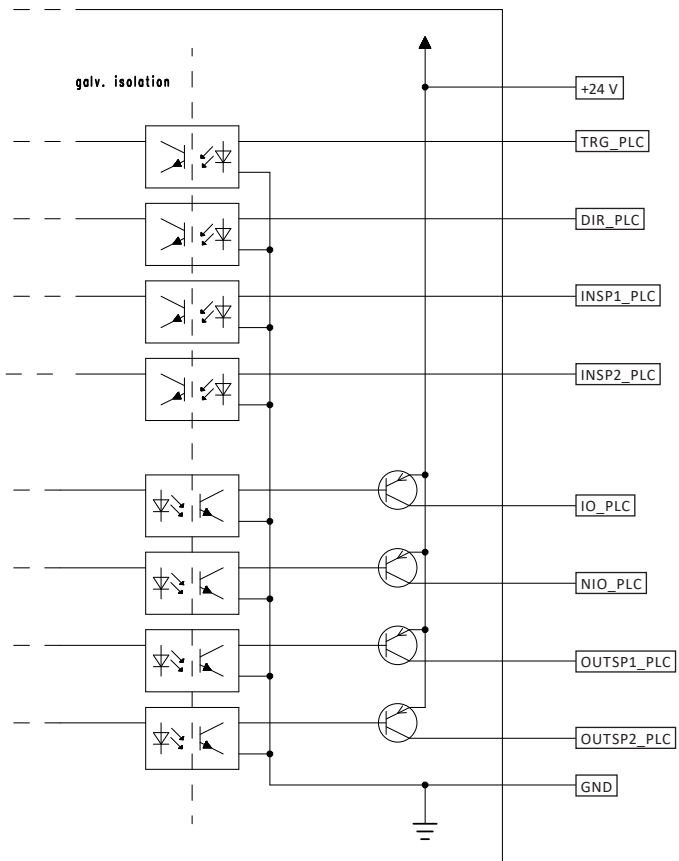 galv. isolation
+24 V
TRG_PLC
DIR_PLC
INSP1_PLC
INSP2_PLC
IO_PLC
NIO_PLC
OUTSP1_PLC
OUTSP2_PLC
GND